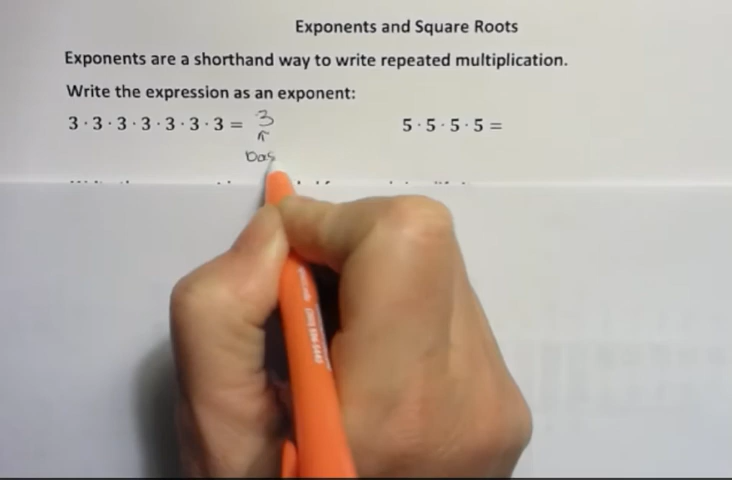 Exponents and Square Roots
Exponents are a shorthand way to write repeated multiplication.
Write the expression as an exponent:
3 · 3 · 3 · 3 · 3 · 3 · 3 = 3
5 · 5 · 5 · 5 =
bas